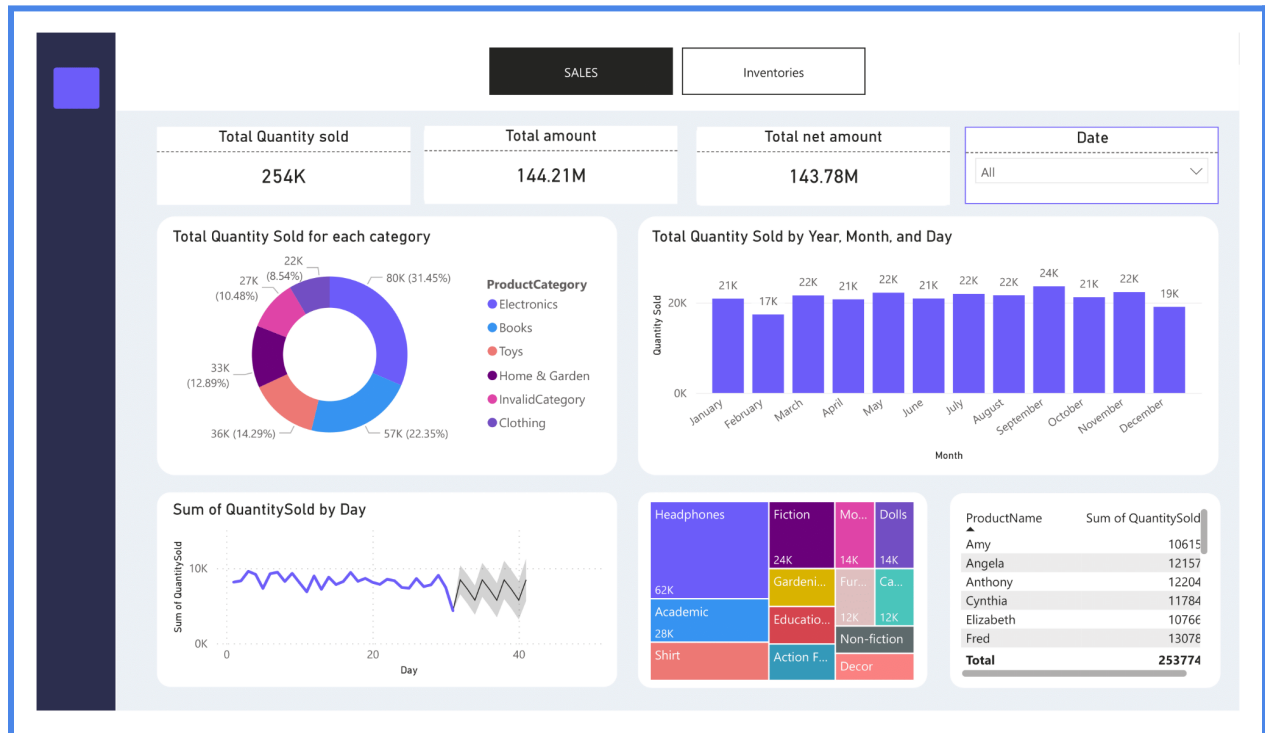 SALES
Inventories
Total Quantity sold
254K
Total amount
144.21M
Total net amount
143.78M
Date
All
Total Quantity Sold for each category
22K
(8.54%)
27K
(10.48%)
33K
(12.89%)
36K (14.29%)
57K (22.35%)
80K (31.45%)
ProductCategory
Electronics
Books
Toys
Home & Garden
InvalidCategory
Clothing
Total Quantity Sold by Year, Month, and Day
Quantity Sold
20K
0K
21K 17K 22K 21K 22K 21K 22K 22K 24K 21K 22K 19K
January February March April May June July August September October November December
Month
Sum of QuantitySold by Day
Sum of QuantitySold
10K
0K
0 20 40
Day
Headphones
62K
Academic
28K
Shirt
Fiction
24K
Gardeni...
Educatio...
Action F...
Mo...
14K
Dolls
14K
Fur...
12K
Ca...
12K
Non-fiction
Decor
ProductName Sum of QuantitySold
Amy 10615
Angela 12157
Anthony 12204
Cynthia 11784
Elizabeth 10766
Fred 13078
Total 253774